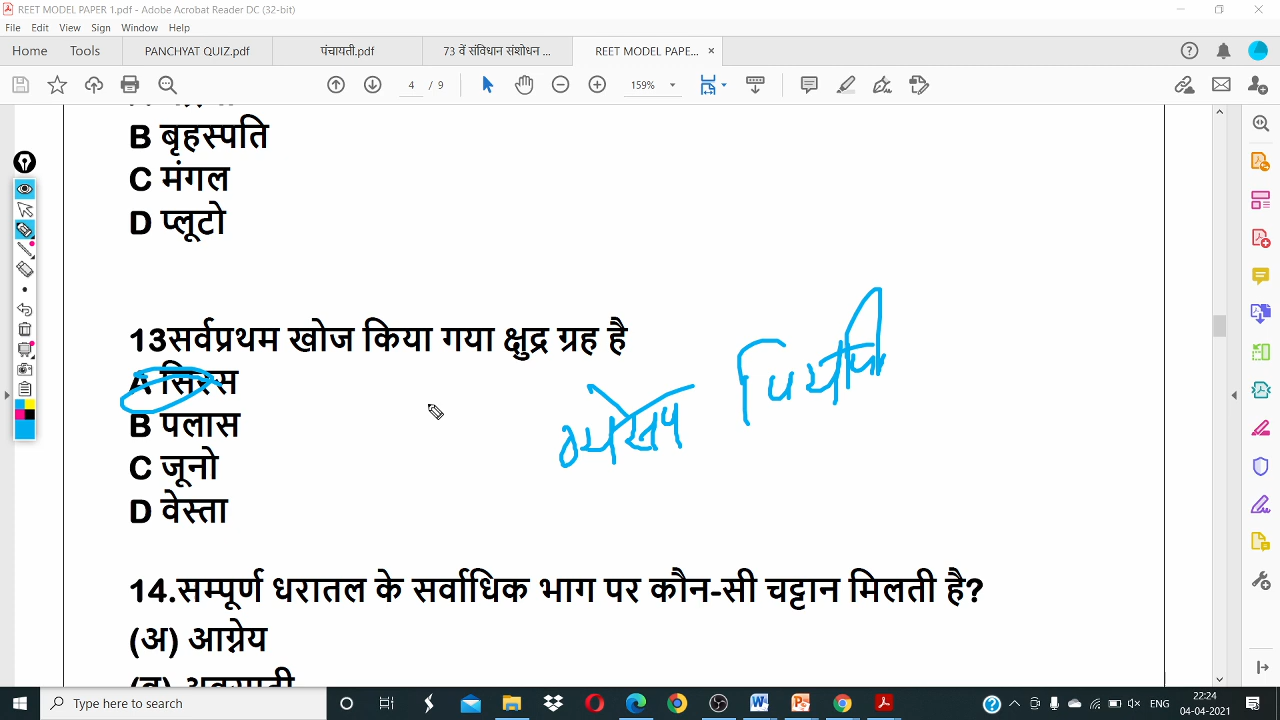 REET MODEL PAPER 1.pdf - Adobe Acrobat Reader DC (32-bit)
File Edit View Sign Window Help
Home Tools PANCHYAT QUIZ.pdf पंचायती.pdf 73 वें संविधान संशोधन ... REET MODEL PAPE... ×
4 / 9 159%
B बृहस्पति
C मंगल
D प्लूटो
13सर्वप्रथम खोज किया गया क्षुद्र ग्रह है
A सिरस
B पलास
C जूनो
D वेस्ता
14.सम्पूर्ण धरातल के सर्वाधिक भाग पर कौन-सी चट्टान मिलती है?
(अ) आग्नेय
Type here to search
ENG
22:24
04-04-2021